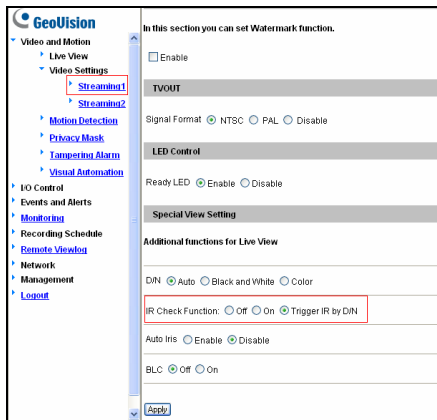 GeoVision
Video and Motion
Live View
Video Settings
Streaming1
Streaming2
Motion Detection
Privacy Mask
Tampering Alarm
Visual Automation
I/O Control
Events and Alerts
Monitoring
Recording Schedule
Remote Viewlog
Network
Management
Logout
In this section you can set Watermark function.
Enable
TVOUT
Signal Format NTSC PAL Disable
LED Control
Ready LED Enable Disable
Special View Setting
Additional functions for Live View
D/N Auto Black and White Color
IR Check Function: Off On Trigger IR by D/N
Auto Iris Enable Disable
BLC Off On
Apply